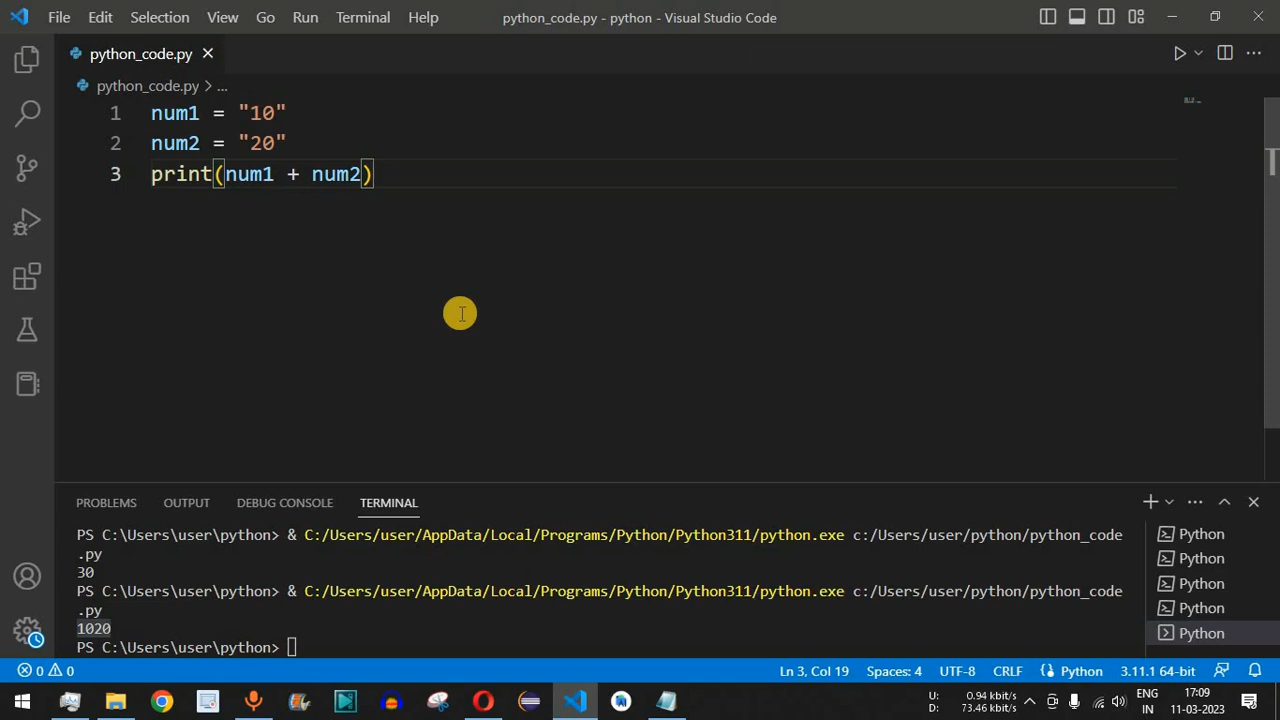 File Edit Selection View Go Run Terminal Help python_code.py - python - Visual Studio Code
python_code.py
python_code.py > ...
1 num1 = "10"
2 num2 = "20"
3 print(num1 + num2)
PROBLEMS OUTPUT DEBUG CONSOLE TERMINAL
PS C:\Users\user\python> & C:/Users/user/AppData/Local/Programs/Python/Python311/python.exe c:/Users/user/python/python_code
.py
30
PS C:\Users\user\python> & C:/Users/user/AppData/Local/Programs/Python/Python311/python.exe c:/Users/user/python/python_code
.py
1020
PS C:\Users\user\python>
Python
Python
Python
Python
Python
0 0 Ln 3, Col 19 Spaces: 4 UTF-8 CRLF Python 3.11.1 64-bit
U: 0.94 kbit/s
D: 73.46 kbit/s
ENG
IN
17:09
11-03-2023